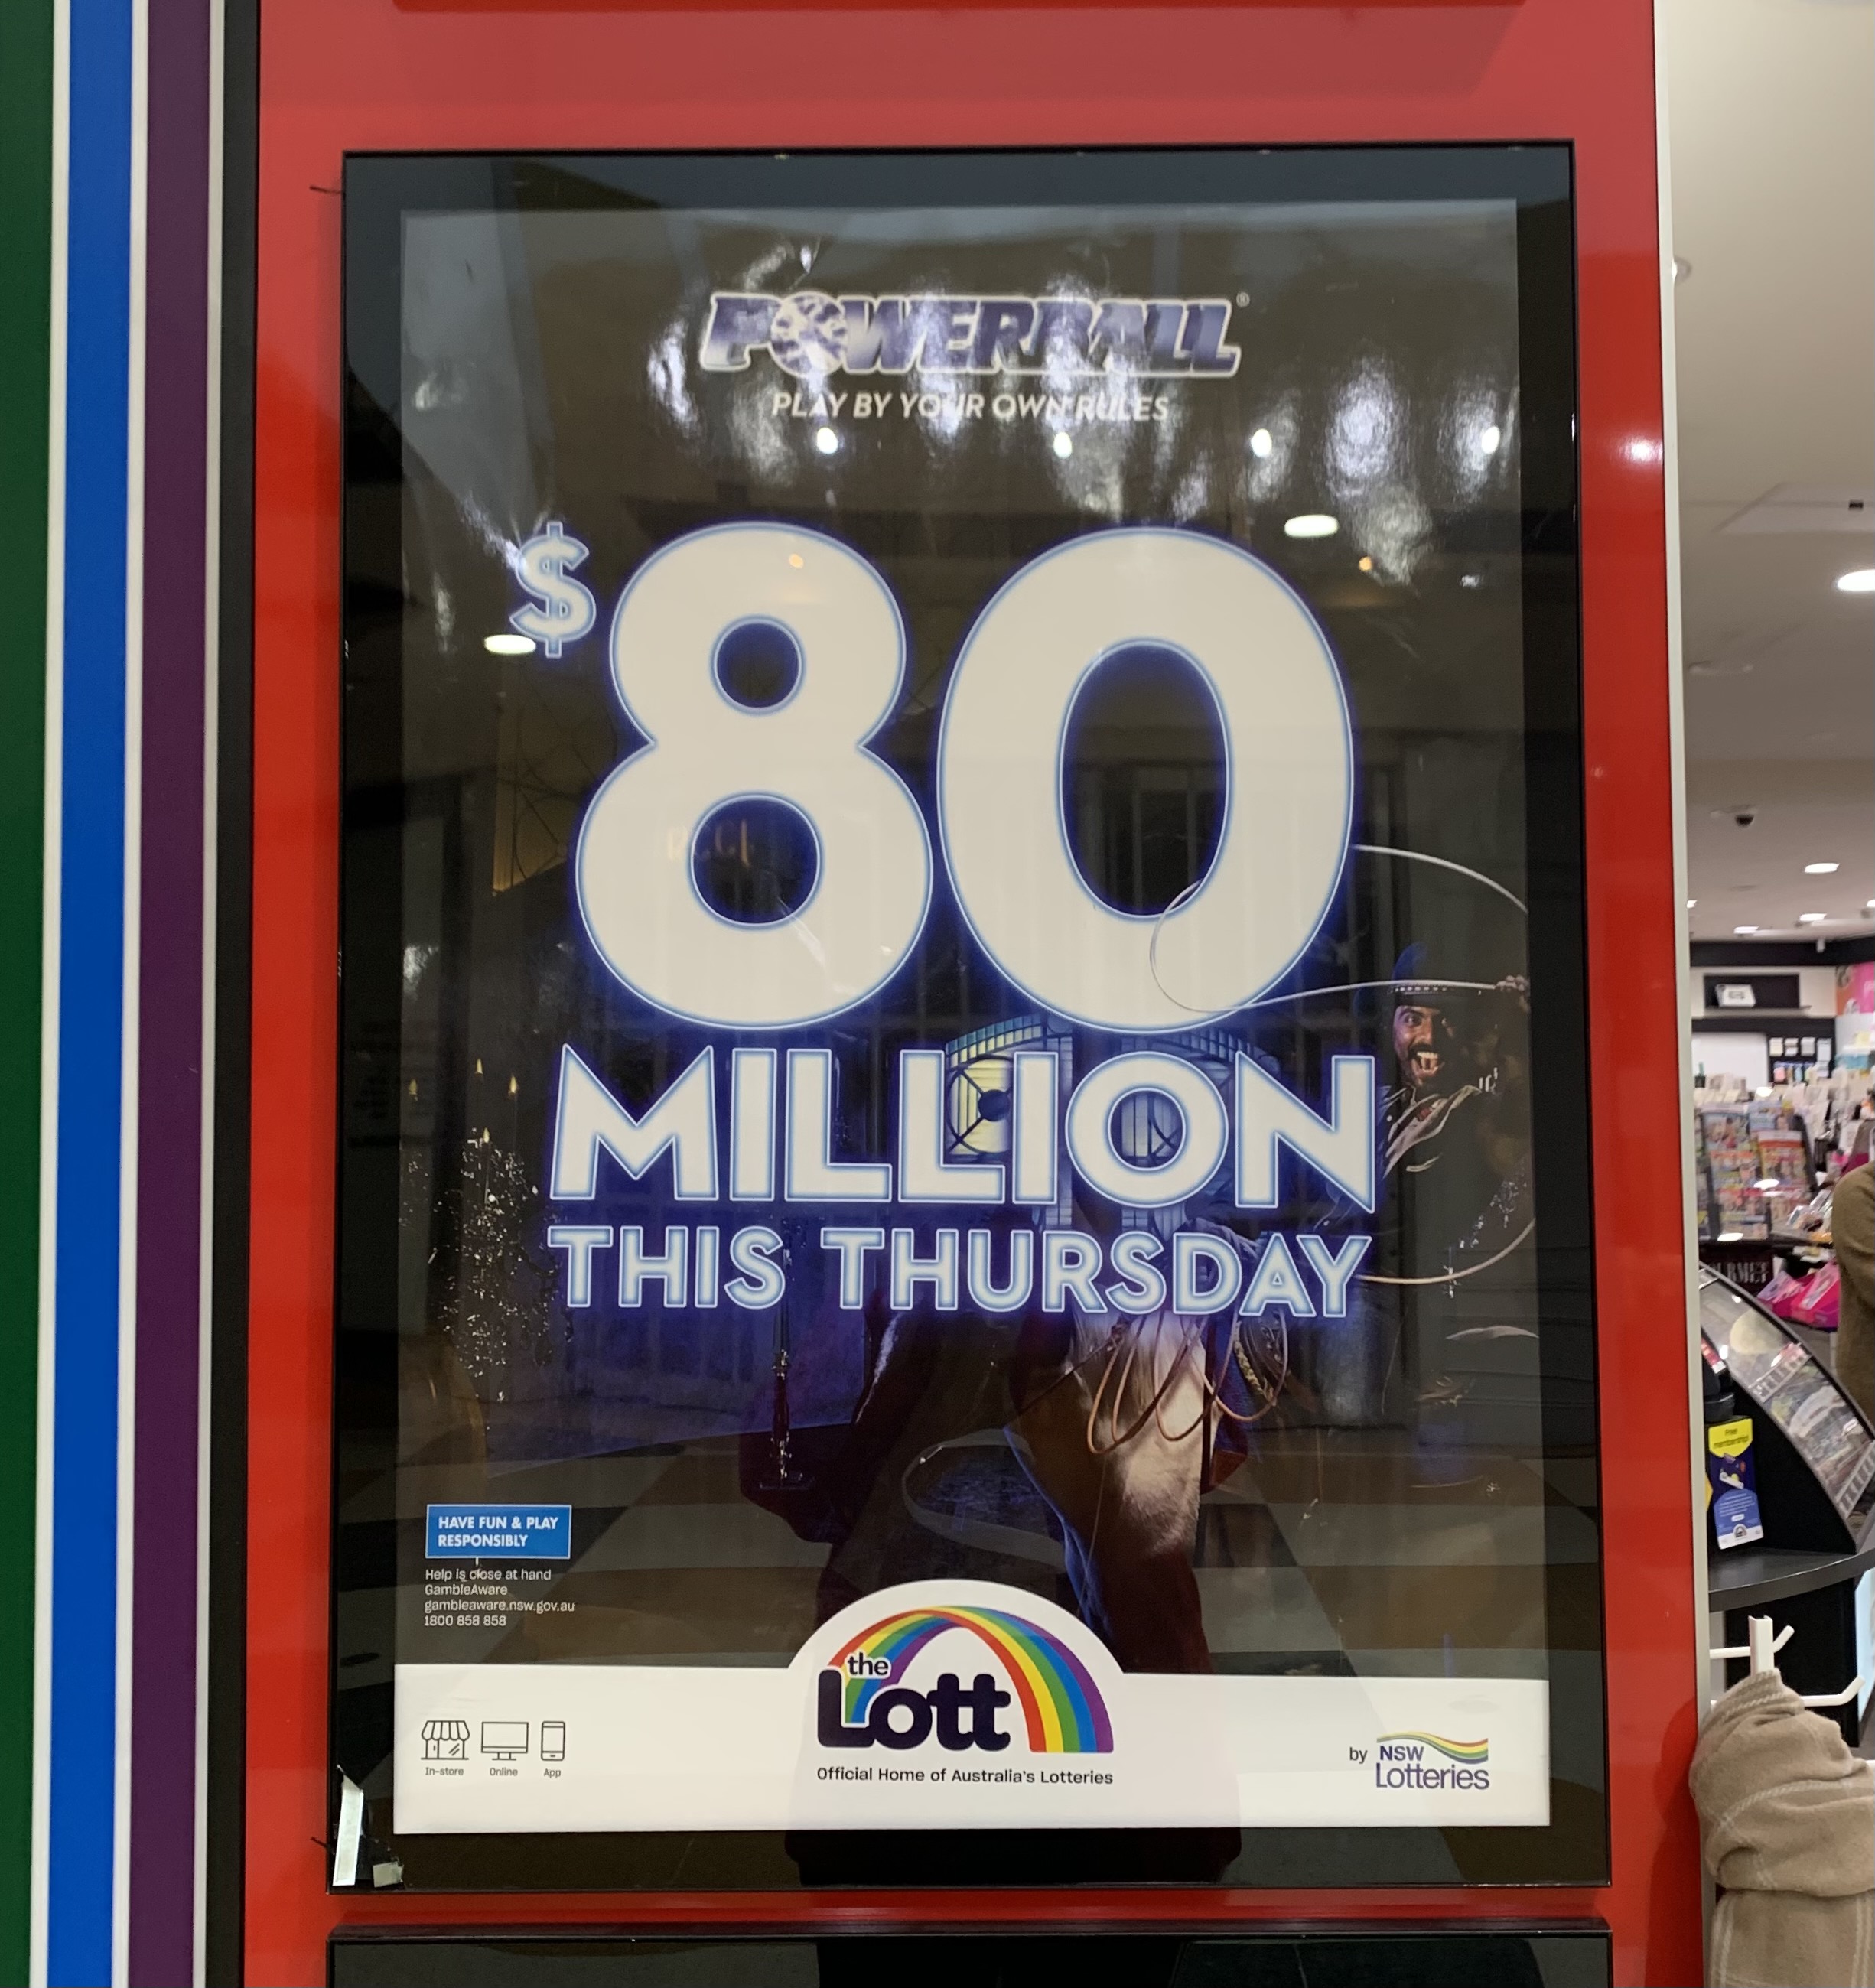 POWERBALL®
PLAY BY YOUR OWN RULES
$80
MILLION
THIS THURSDAY
HAVE FUN & PLAY
RESPONSIBLY
Help is close at hand
GambleAware
gambleaware.nsw.gov.au
1800 858 858
the
Lott
Official Home of Australia's Lotteries
In-store
Online
App
by NSW
Lotteries
Free
membership!